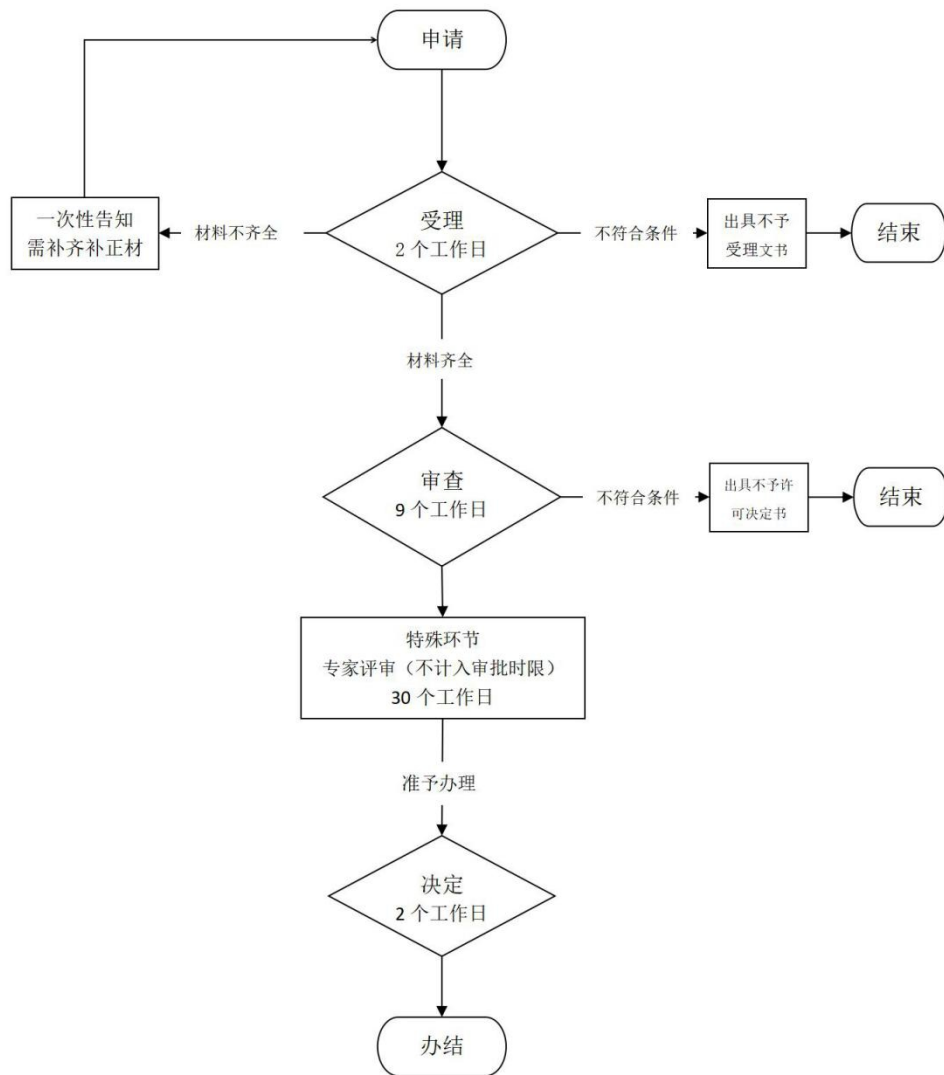 申请
一次性告知
需补齐补正材
材料不齐全
受理
2 个工作日
不符合条件
出具不予
受理文书
结束
材料齐全
审查
9 个工作日
不符合条件
出具不予许
可决定书
结束
特殊环节
专家评审（不计入审批时限）
30 个工作日
准予办理
决定
2 个工作日
办结